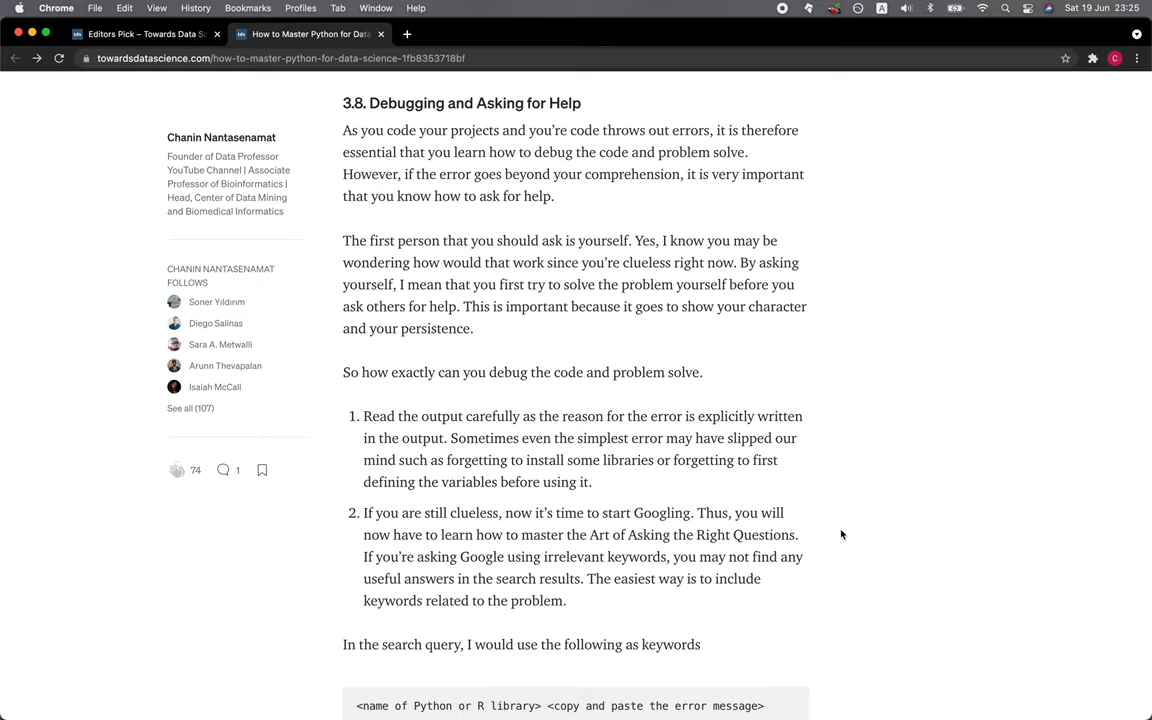 Chrome File Edit View History Bookmarks Profiles Tab Window Help A Sat 19 Jun 23:25
tds Editors Pick – Towards Data Sc tds How to Master Python for Data
towardsdatascience.com/how-to-master-python-for-data-science-1fb8353718bf C
3.8. Debugging and Asking for Help
As you code your projects and you’re code throws out errors, it is therefore
essential that you learn how to debug the code and problem solve.
However, if the error goes beyond your comprehension, it is very important
that you know how to ask for help.
The first person that you should ask is yourself. Yes, I know you may be
wondering how would that work since you’re clueless right now. By asking
yourself, I mean that you first try to solve the problem yourself before you
ask others for help. This is important because it goes to show your character
and your persistence.
So how exactly can you debug the code and problem solve.
1. Read the output carefully as the reason for the error is explicitly written
in the output. Sometimes even the simplest error may have slipped our
mind such as forgetting to install some libraries or forgetting to first
defining the variables before using it.
2. If you are still clueless, now it’s time to start Googling. Thus, you will
now have to learn how to master the Art of Asking the Right Questions.
If you’re asking Google using irrelevant keywords, you may not find any
useful answers in the search results. The easiest way is to include
keywords related to the problem.
In the search query, I would use the following as keywords
<name of Python or R library> <copy and paste the error message>
Chanin Nantasenamat
Founder of Data Professor
YouTube Channel | Associate
Professor of Bioinformatics |
Head, Center of Data Mining
and Biomedical Informatics
CHANIN NANTASENAMAT
FOLLOWS
Soner Yıldırım
Diego Salinas
Sara A. Metwalli
Arunn Thevapalan
Isaiah McCall
See all (107)
74 1